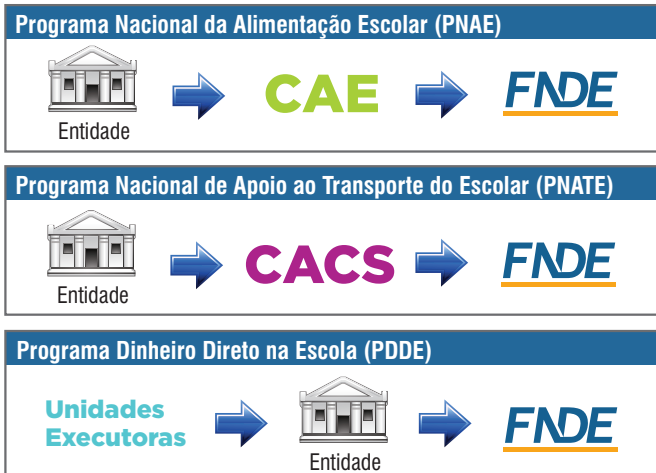 Programa Nacional da Alimentação Escolar (PNAE)
Entidade
CAE
FNDE
Programa Nacional de Apoio ao Transporte do Escolar (PNATE)
Entidade
CACS
FNDE
Programa Dinheiro Direto na Escola (PDDE)
Unidades
Executoras
Entidade
FNDE